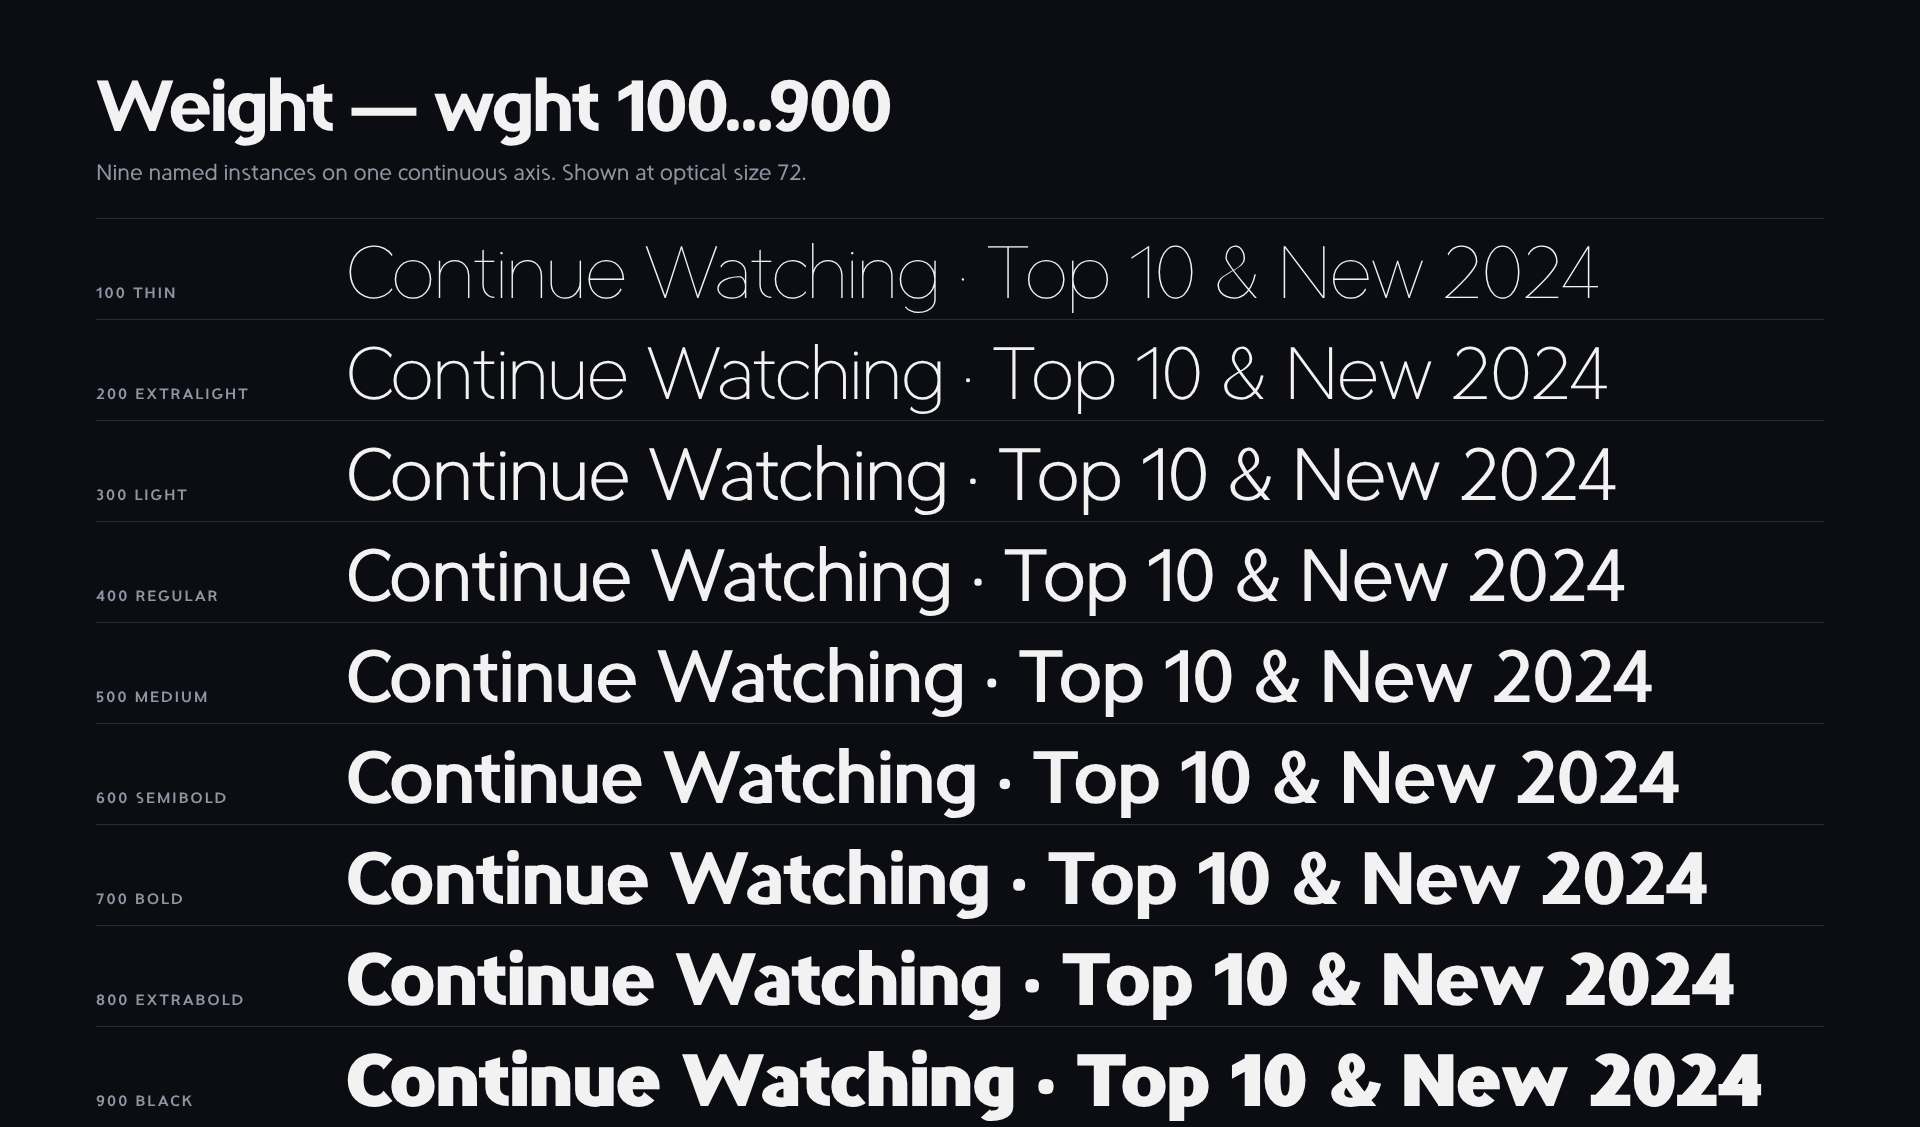 Weight — wght 100...900
Nine named instances on one continuous axis. Shown at optical size 72.
100 THIN Continue Watching · Top 10 & New 2024
200 EXTRALIGHT Continue Watching · Top 10 & New 2024
300 LIGHT Continue Watching · Top 10 & New 2024
400 REGULAR Continue Watching · Top 10 & New 2024
500 MEDIUM Continue Watching · Top 10 & New 2024
600 SEMIBOLD Continue Watching · Top 10 & New 2024
700 BOLD Continue Watching · Top 10 & New 2024
800 EXTRABOLD Continue Watching · Top 10 & New 2024
900 BLACK Continue Watching · Top 10 & New 2024